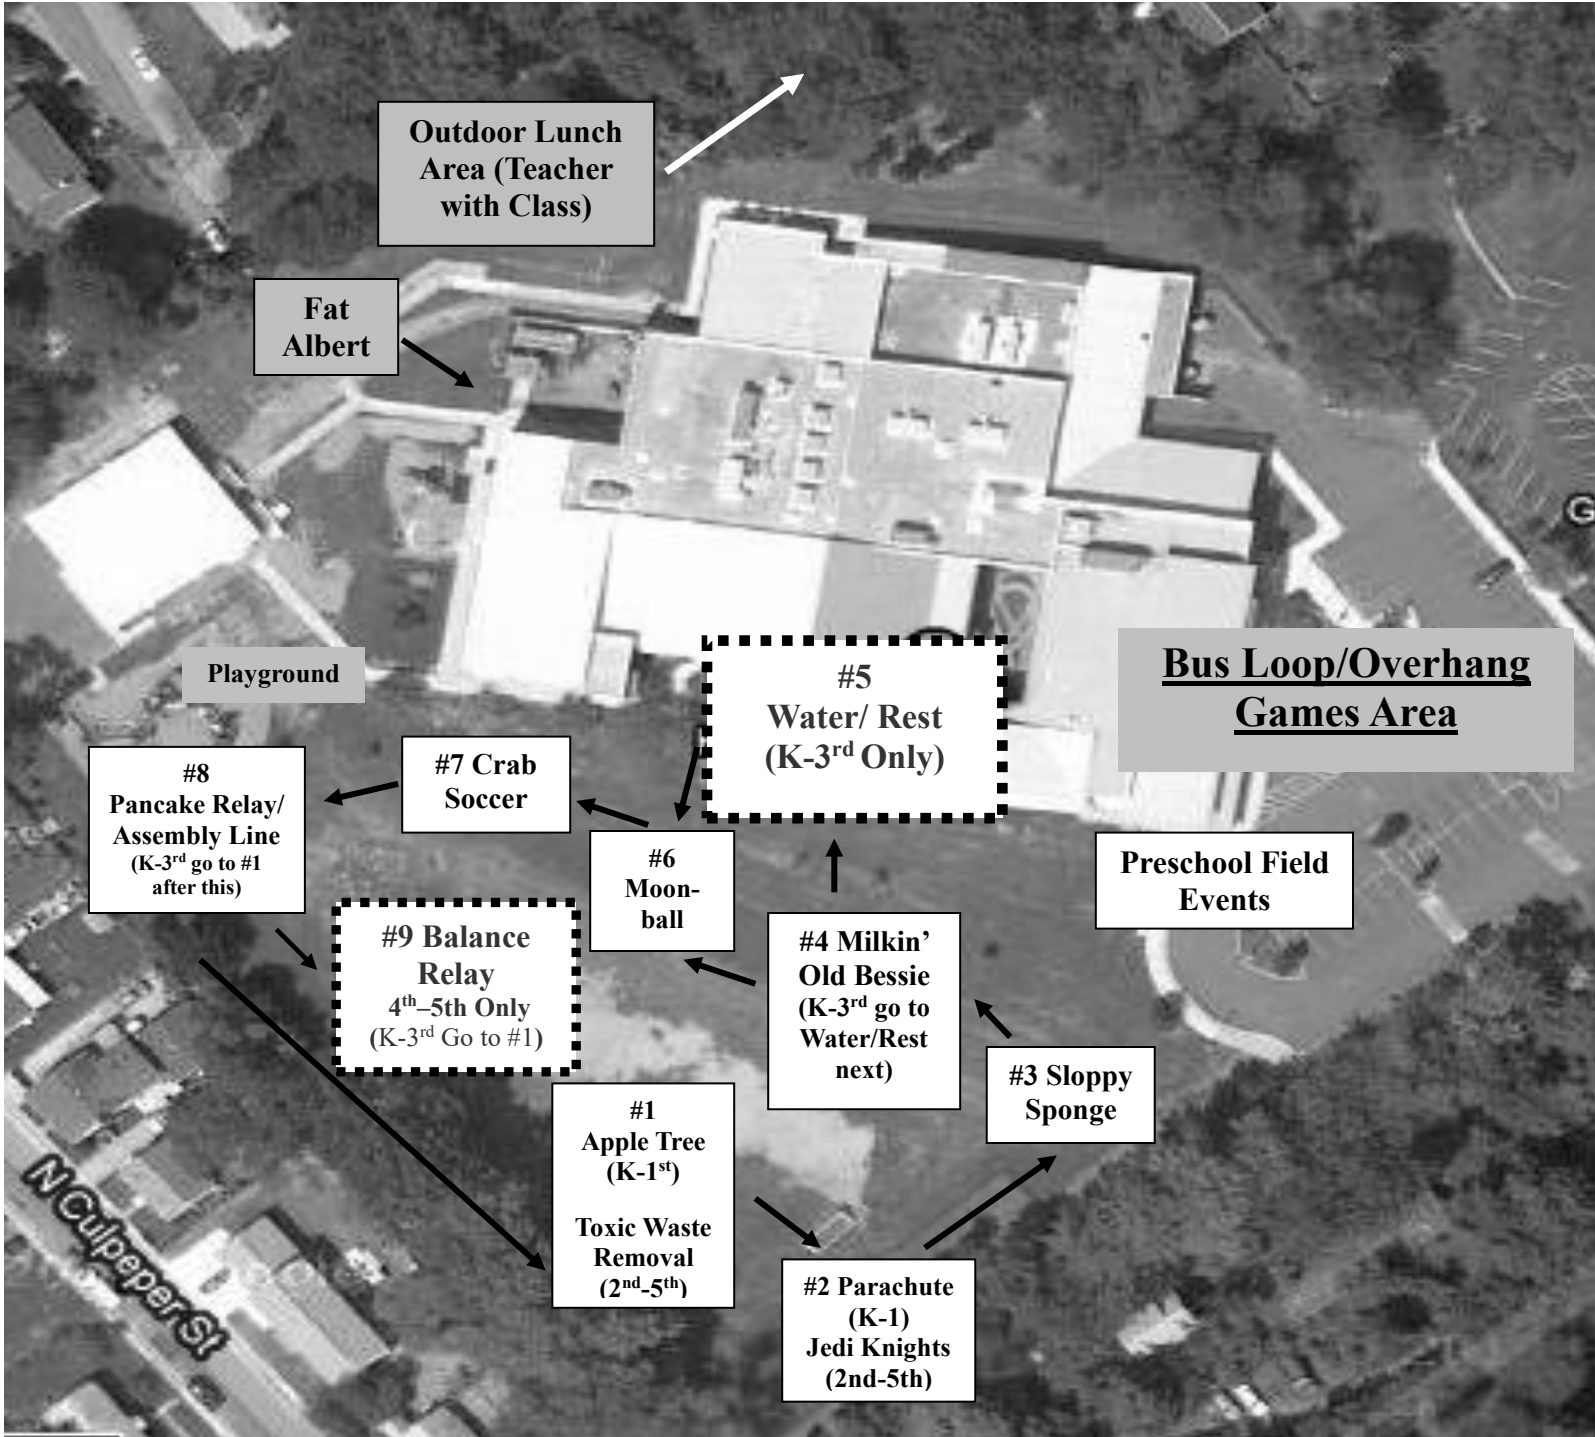 Outdoor Lunch
Area (Teacher
with Class)
Fat
Albert
G
Playground
#5
Water/ Rest
(K-3rd Only)
Bus Loop/Overhang
Games Area
#8
Pancake Relay/
Assembly Line
(K-3rd go to #1
after this)
#7 Crab
Soccer
#6
Moon-
ball
Preschool Field
Events
#9 Balance
Relay
4th–5th Only
(K-3rd Go to #1)
#4 Milkin’
Old Bessie
(K-3rd go to
Water/Rest
next)
#3 Sloppy
Sponge
#1
Apple Tree
(K-1st)
Toxic Waste
Removal
(2nd-5th)
#2 Parachute
(K-1)
Jedi Knights
(2nd-5th)
N Culpeper St